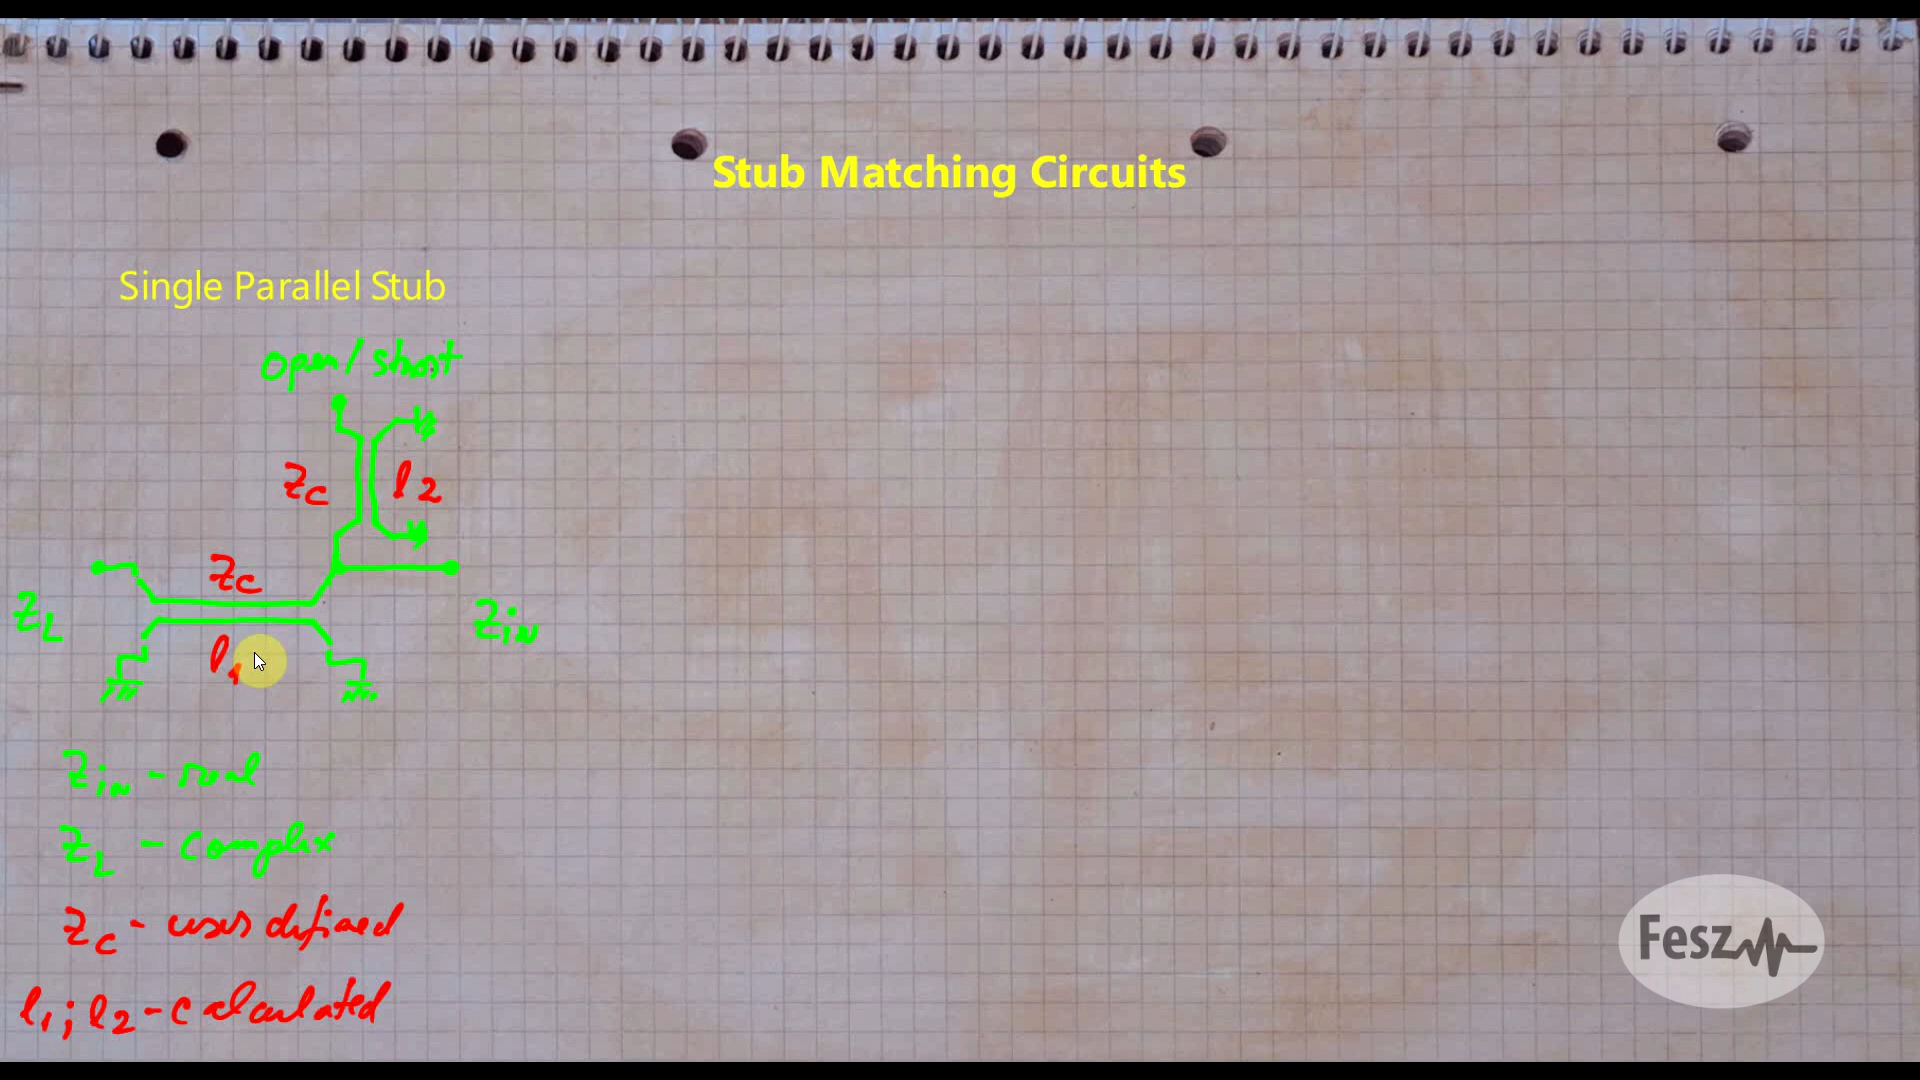 Stub Matching Circuits
Single Parallel Stub
open/short
Zc l2
Zc
ZL Zin
l1
Zin - real
ZL - complex
Zc - user defined
l1; l2 - calculated
Fesz